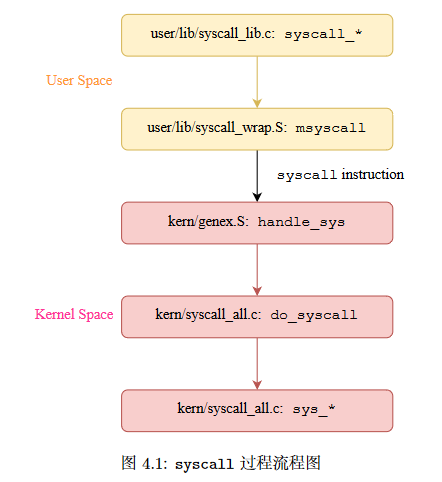 user/lib/syscall_lib.c: syscall_*
User Space
user/lib/syscall_wrap.S: msyscall
syscall instruction
kern/genex.S: handle_sys
Kernel Space
kern/syscall_all.c: do_syscall
kern/syscall_all.c: sys_*
图 4.1: syscall 过程流程图